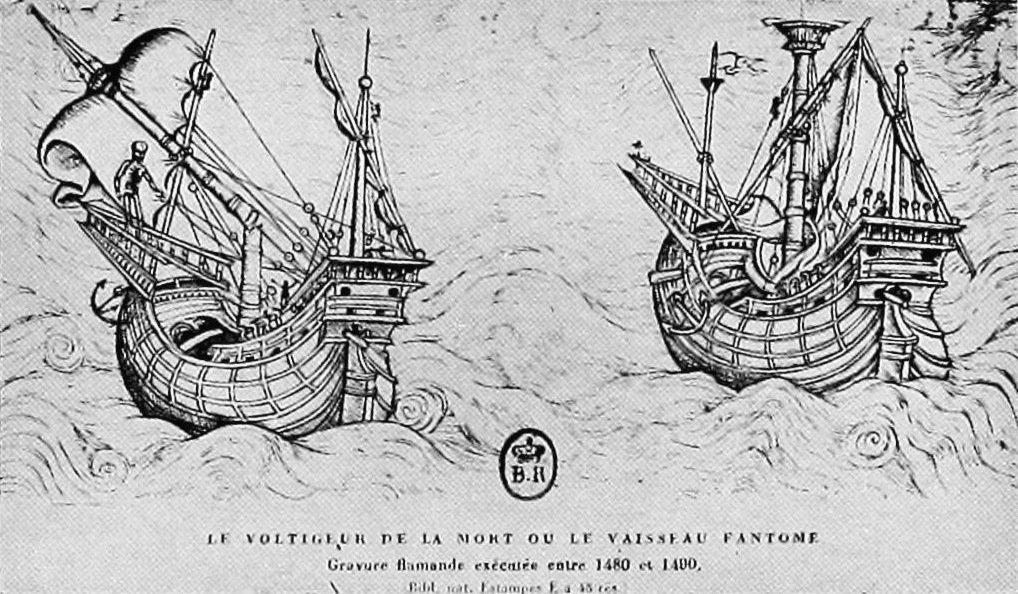 B.R
LE VOLTIGEUR DE LA MORT OU LE VAISSEAU FANTOME
Gravure flamande exécutée entre 1480 et 1490.
Bibl. nat. Estampes E a 48 rés.